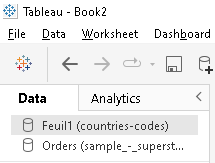 Tableau - Book2
File Data Worksheet Dashboard
Data Analytics
Feuil1 (countries-codes)
Orders (sample_-_superst...